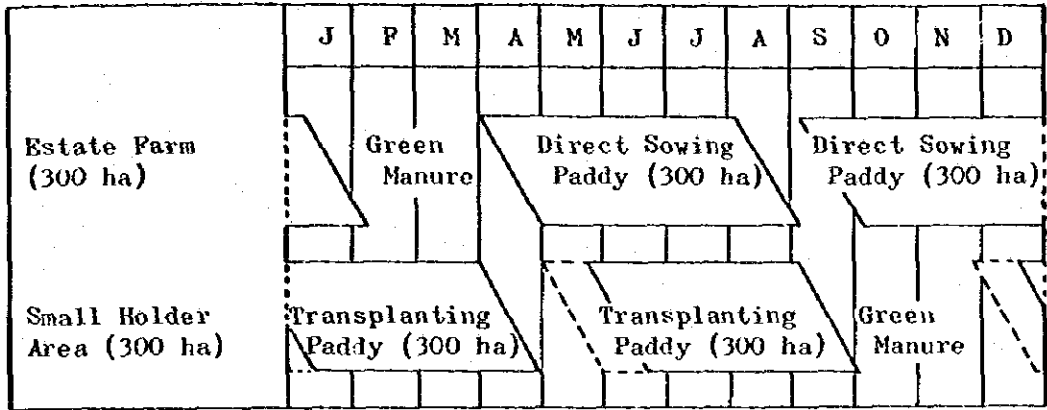 J F M A M J J A S O N D
Estate Farm Green Direct Sowing Direct Sowing
(300 ha) Manure Paddy (300 ha) Paddy (300 ha)
Small Holder Transplanting Transplanting Green
Area (300 ha) Paddy (300 ha) Paddy (300 ha) Manure